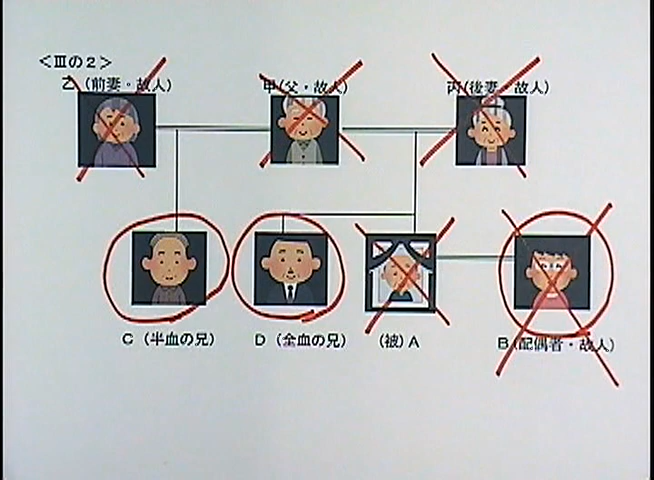 <Ⅲの2>
乙(前妻・故人)
甲(父・故人)
丙(後妻・故人)
C(半血の兄)
D(全血の兄)
(被)A
B(配偶者・故人)